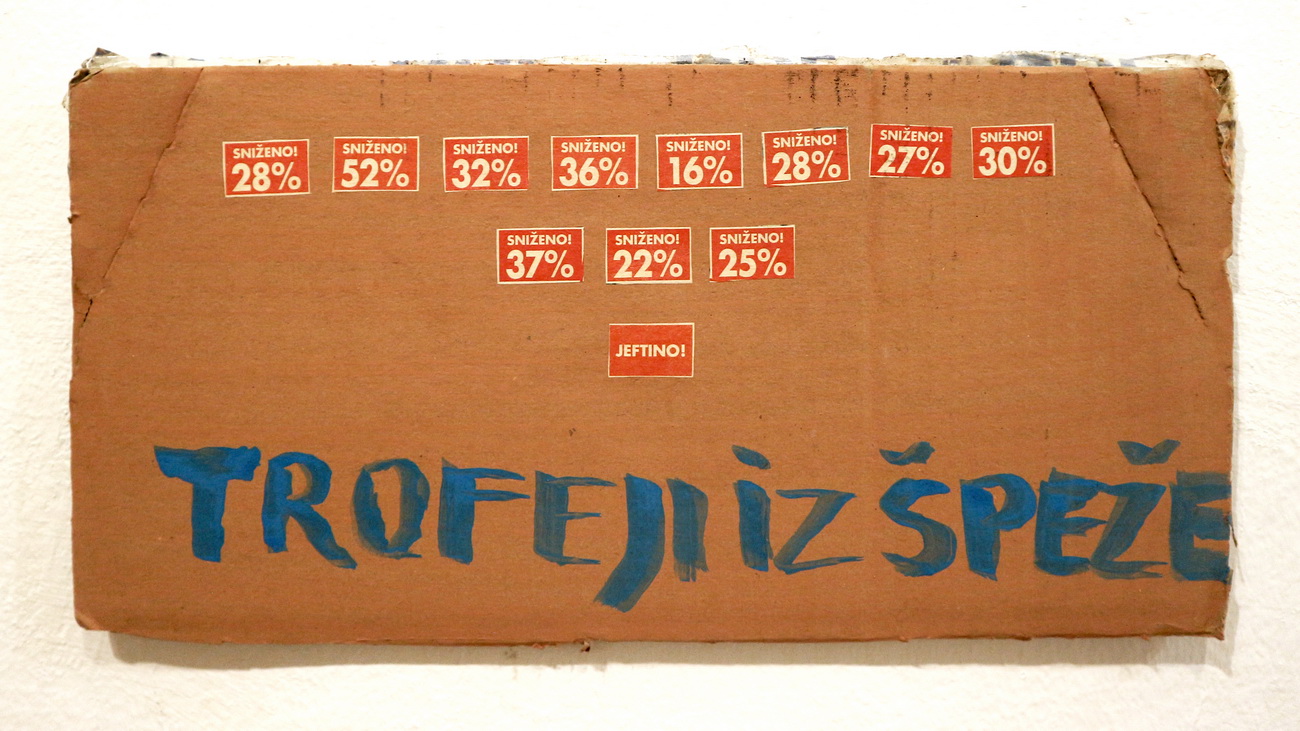 SNIŽENO! SNIŽENO! SNIŽENO! SNIŽENO! SNIŽENO! SNIŽENO! SNIŽENO! SNIŽENO!
28% 52% 32% 36% 16% 28% 27% 30%
SNIŽENO! SNIŽENO! SNIŽENO!
37% 22% 25%
JEFTINO!
TROFEJI IZ ŠPEŽE